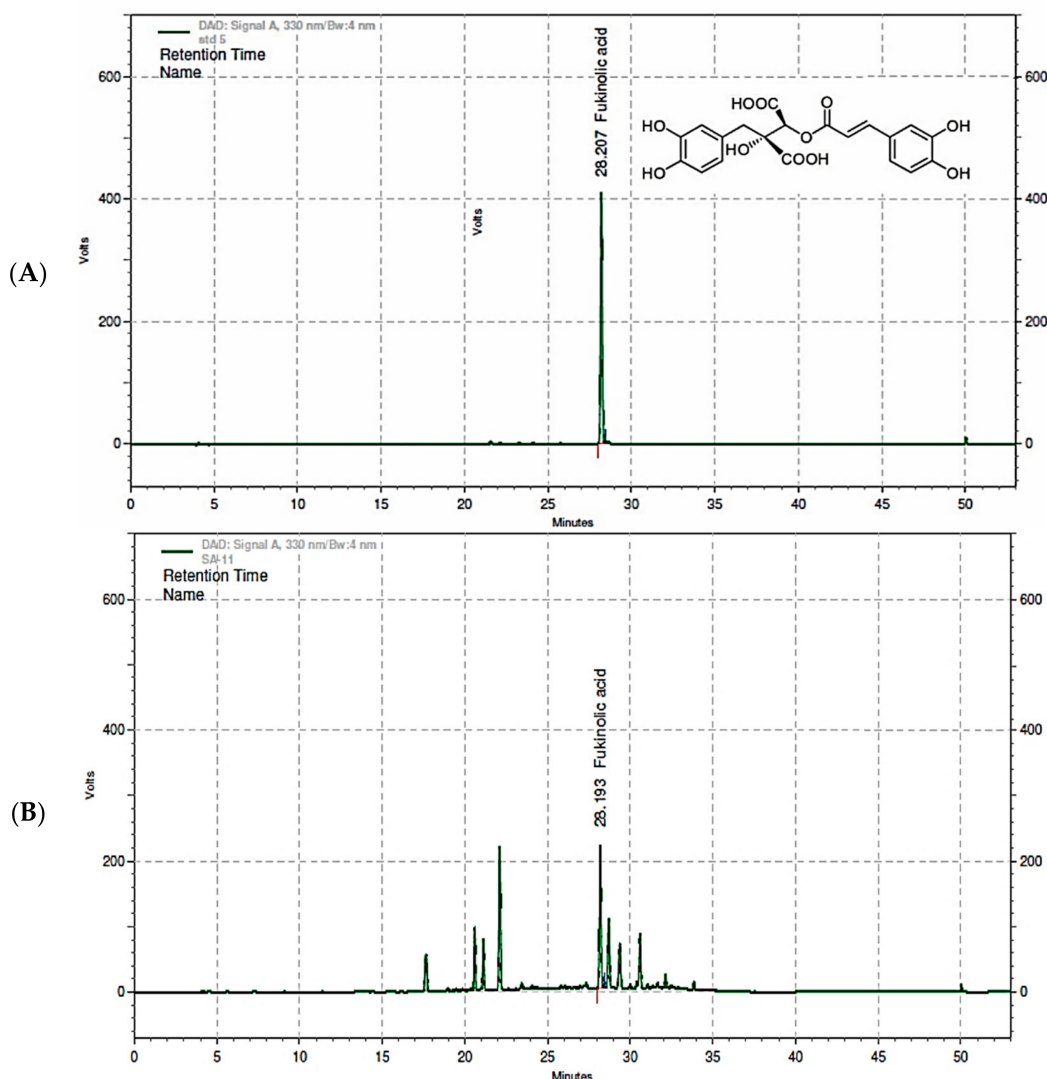 (A)
DAD: Signal A, 330 nm/Bw:4 nm
std 5
Retention Time
Name
28.207 Fukinolic acid
HOOC
O
HO
O
OH
HO
HO
COOH
OH
Volts
Volts
600
400
200
0
600
400
200
0
0 5 10 15 20 25 30 35 40 45 50
Minutes
(B)
DAD: Signal A, 330 nm/Bw:4 nm
SA-11
Retention Time
Name
28.193 Fukinolic acid
Volts
600
400
200
0
600
400
200
0
0 5 10 15 20 25 30 35 40 45 50
Minutes